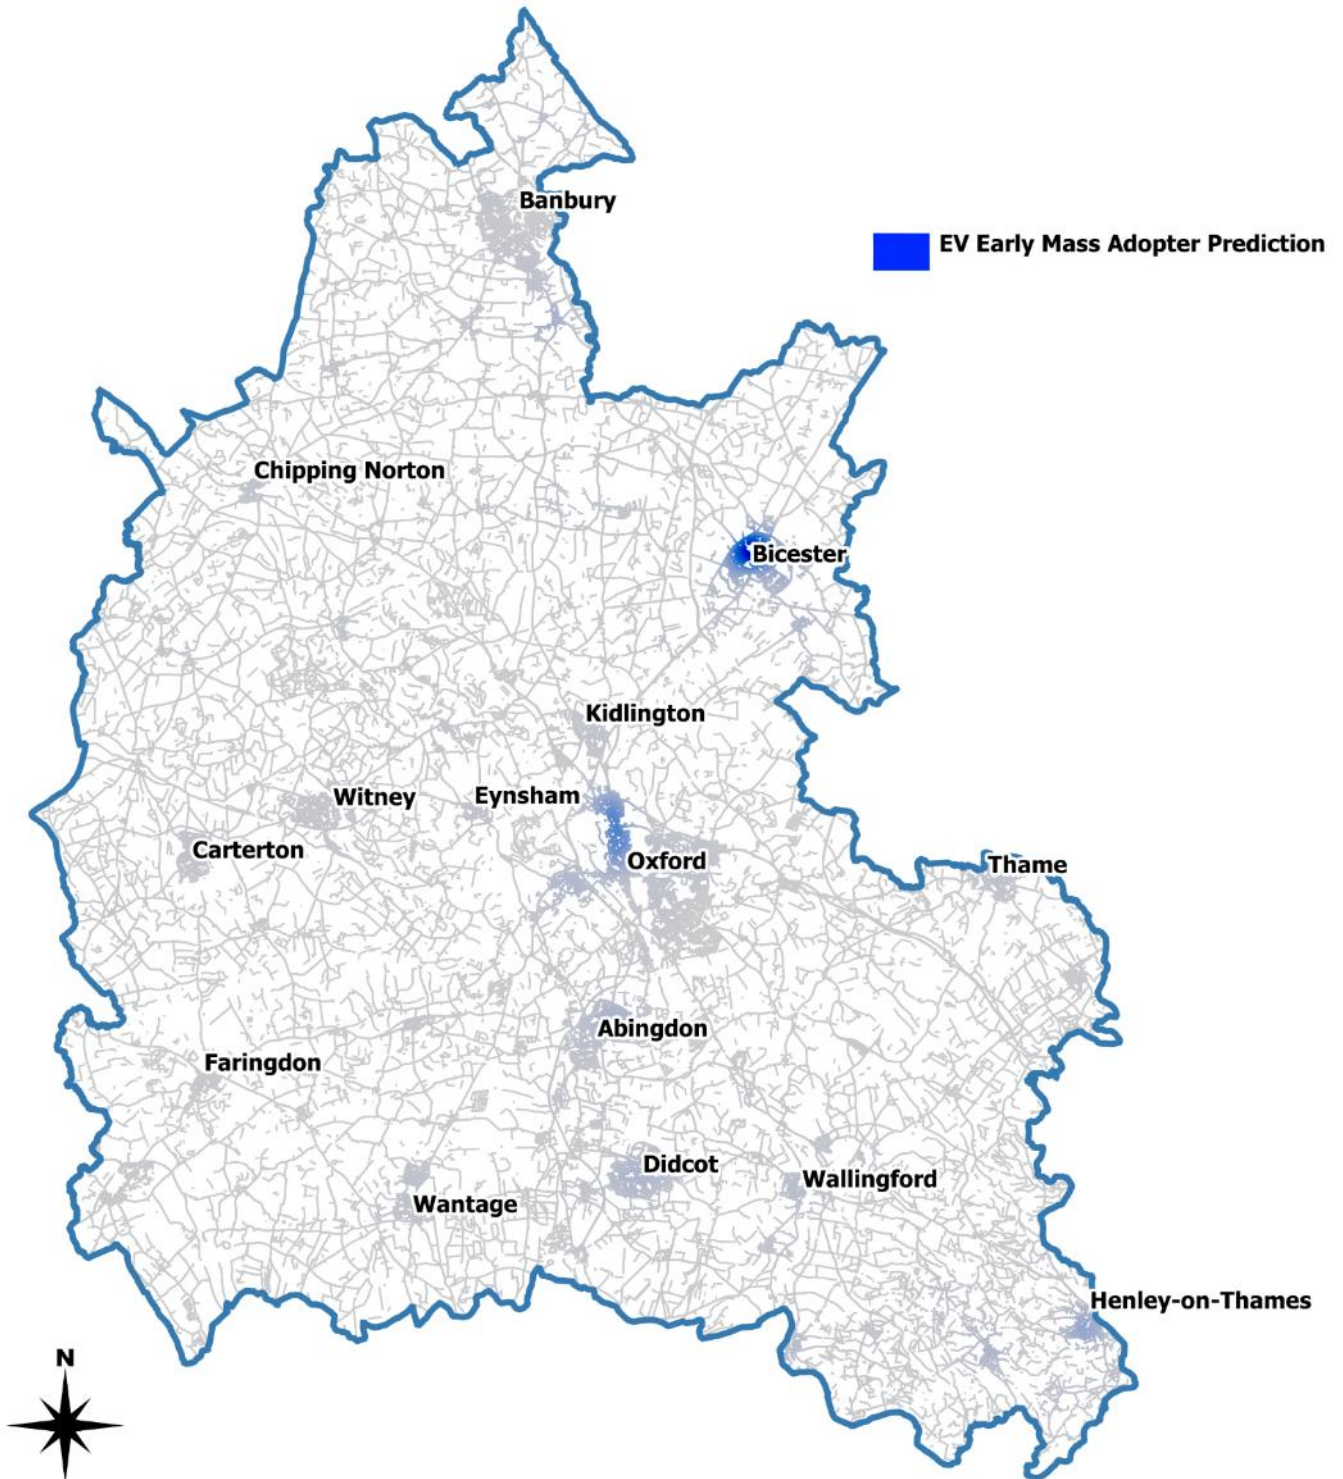 Banbury
EV Early Mass Adopter Prediction
Chipping Norton
Bicester
Kidlington
Witney
Eynsham
Carterton
Oxford
Thame
Abingdon
Faringdon
Didcot
Wallingford
Wantage
Henley-on-Thames
N